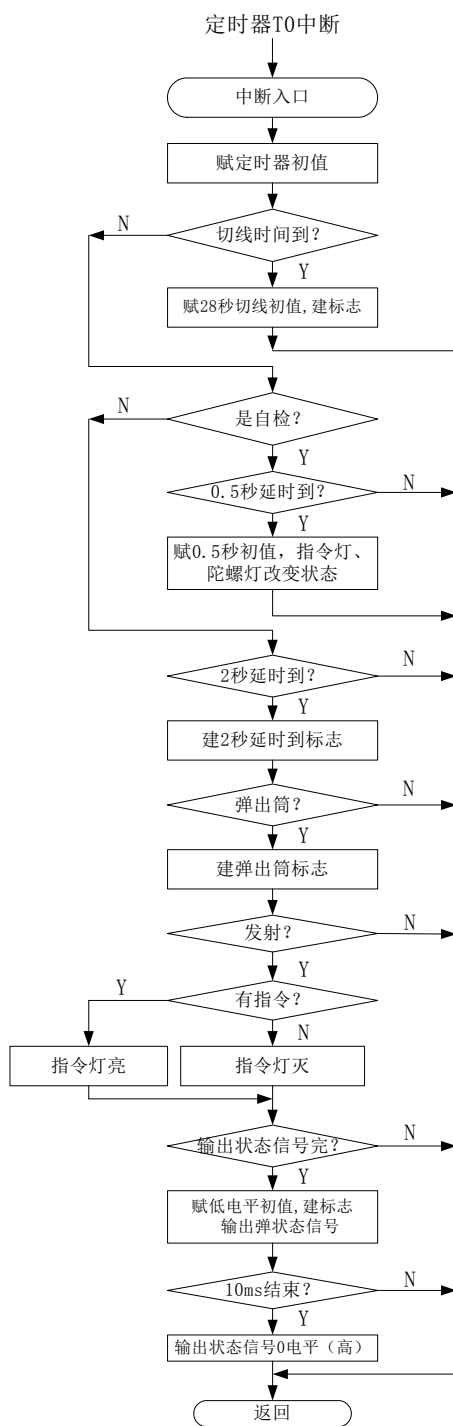 定时器T0中断
中断入口
赋定时器初值
N
切线时间到?
Y
赋28秒切线初值,建标志
N
是自检?
Y
0.5秒延时到?
N
Y
赋0.5秒初值，指令灯、
陀螺灯改变状态
2秒延时到?
N
Y
建2秒延时到标志
弹出筒?
N
Y
建弹出筒标志
发射?
N
Y
Y
有指令?
N
指令灯亮
指令灯灭
输出状态信号完?
N
Y
赋低电平初值,建标志
输出弹状态信号
10ms结束?
N
Y
输出状态信号0电平（高）
返回